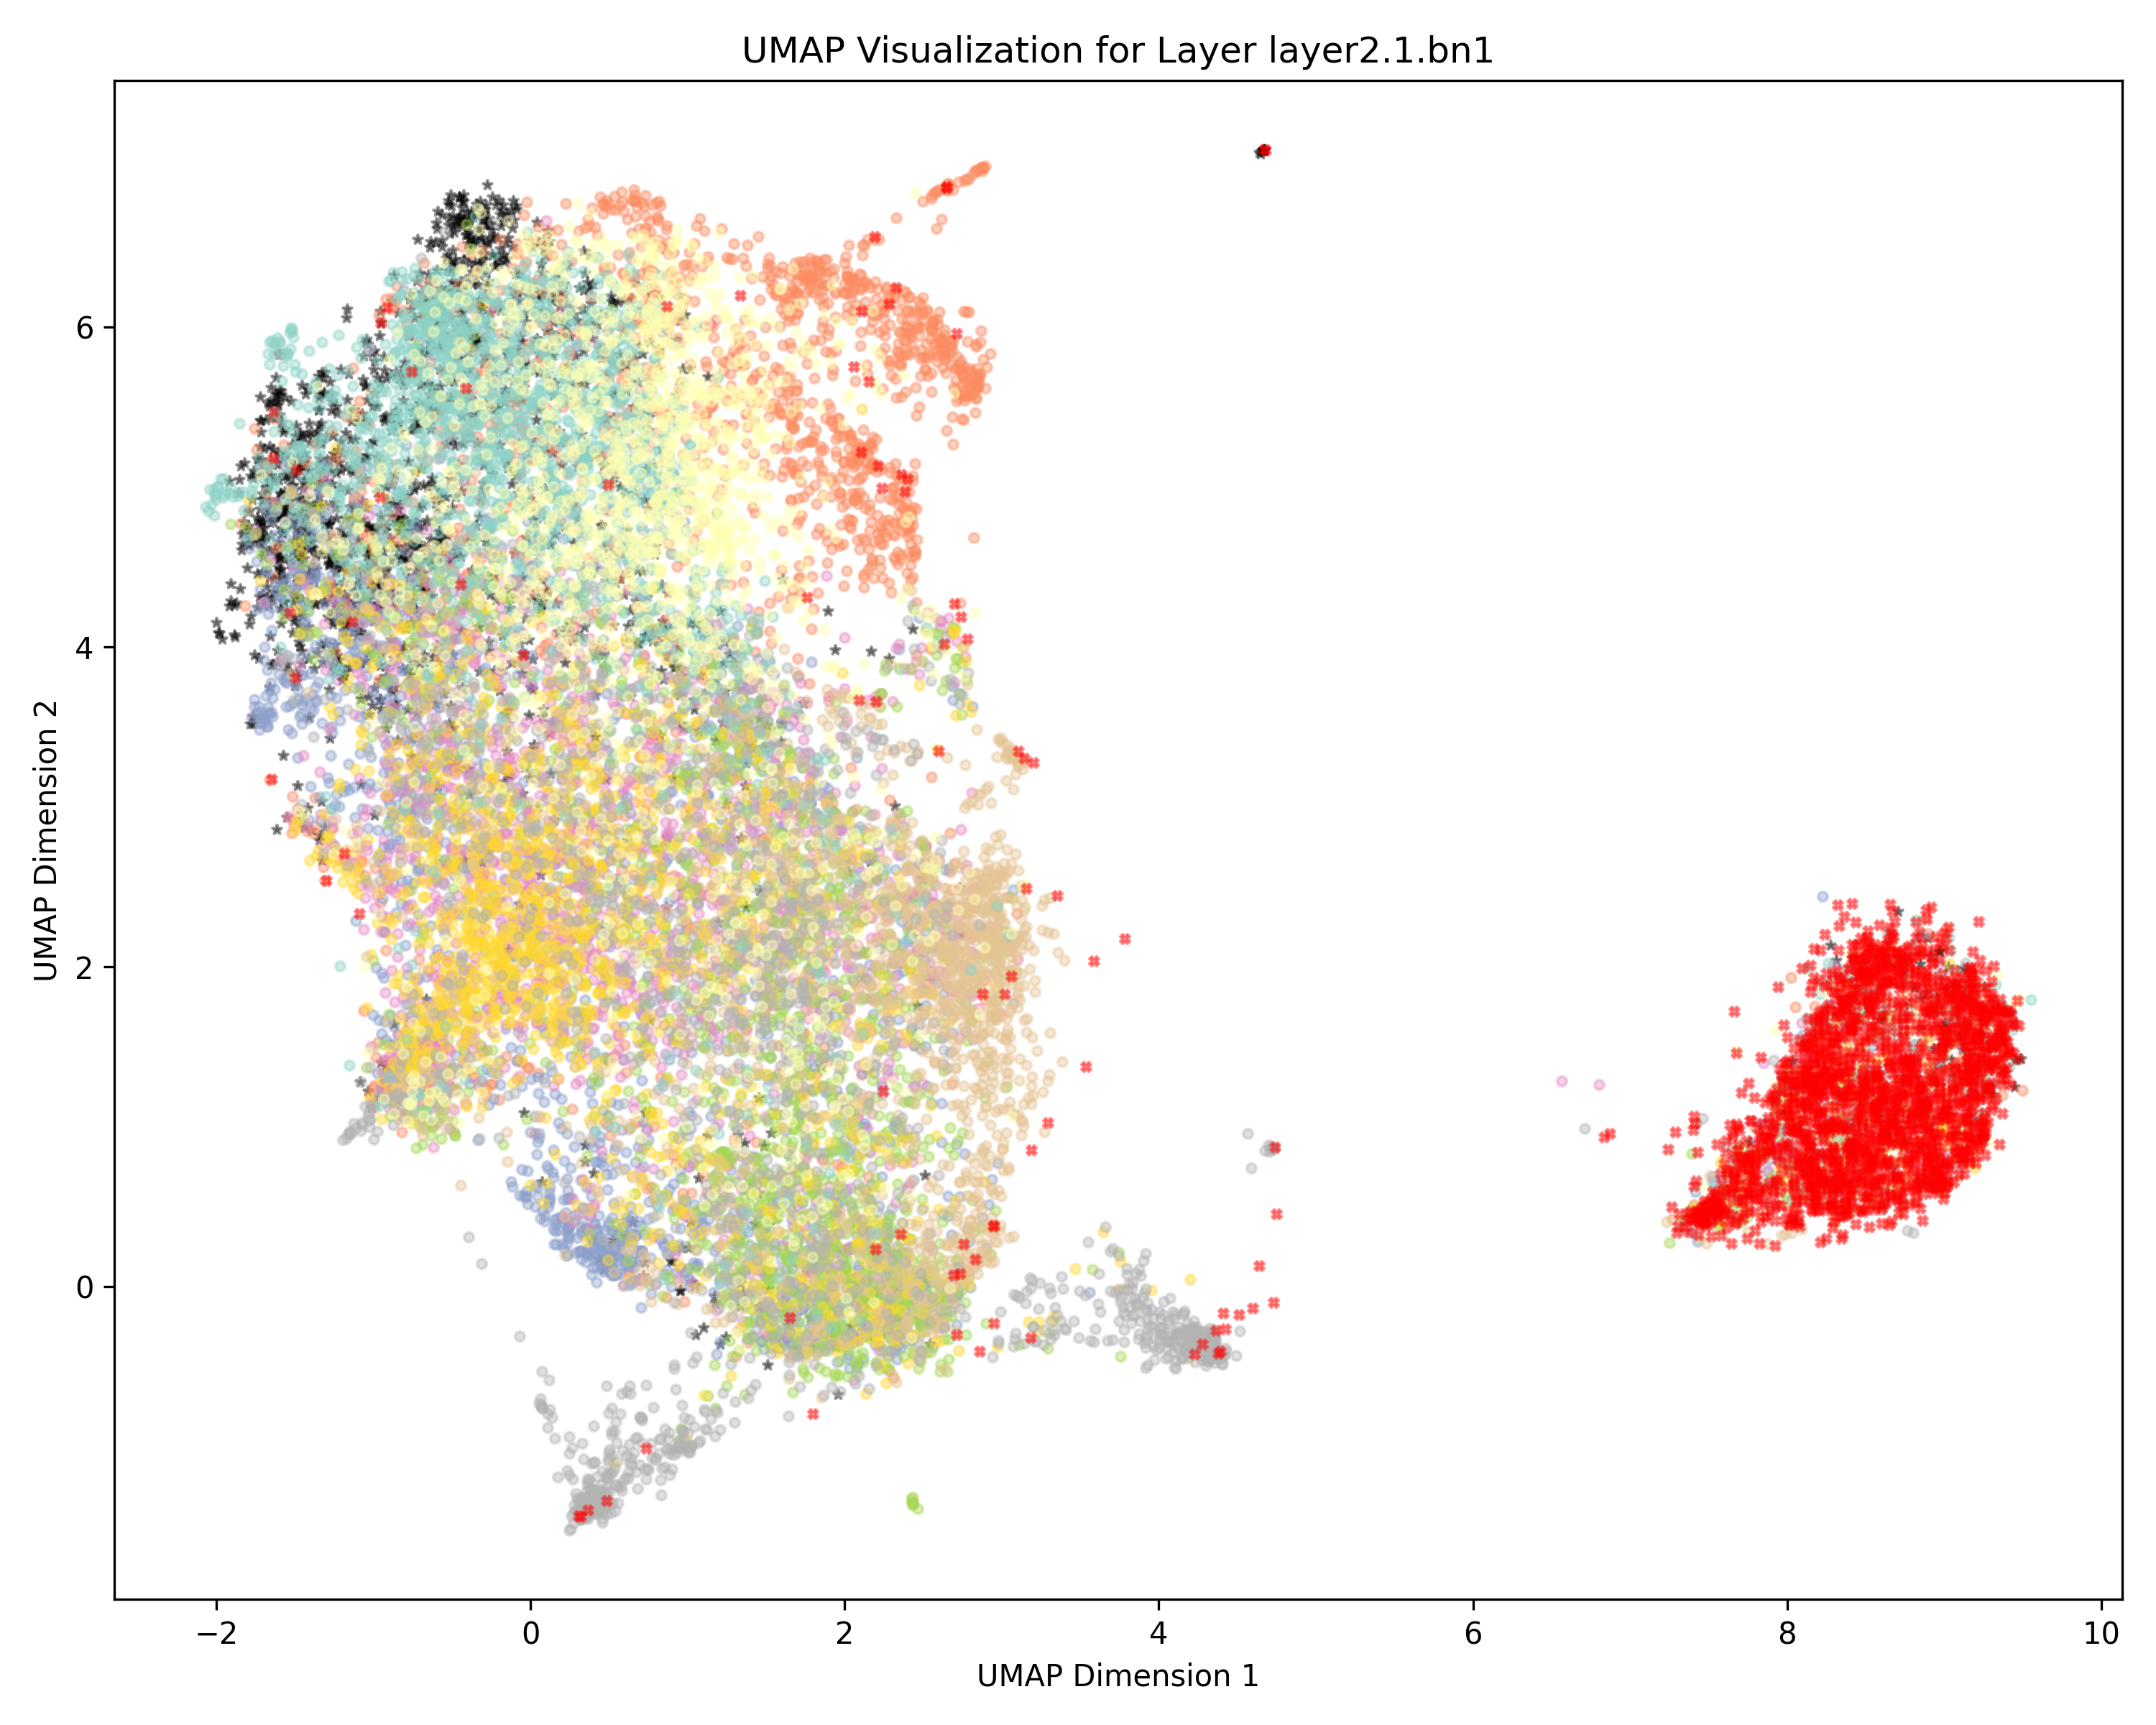 UMAP Visualization for Layer layer2.1.bn1
UMAP Dimension 2
6
4
2
0
−2 0 2 4 6 8 10
UMAP Dimension 1